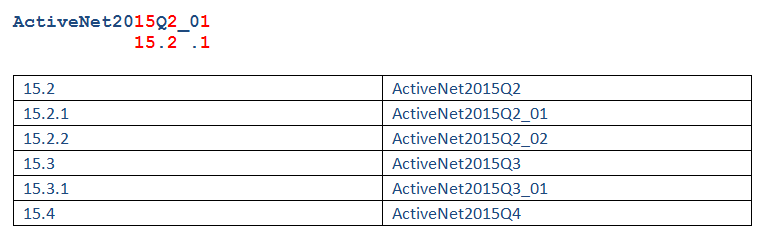 ActiveNet2015Q2_01
15.2 .1
15.2 ActiveNet2015Q2
15.2.1 ActiveNet2015Q2_01
15.2.2 ActiveNet2015Q2_02
15.3 ActiveNet2015Q3
15.3.1 ActiveNet2015Q3_01
15.4 ActiveNet2015Q4